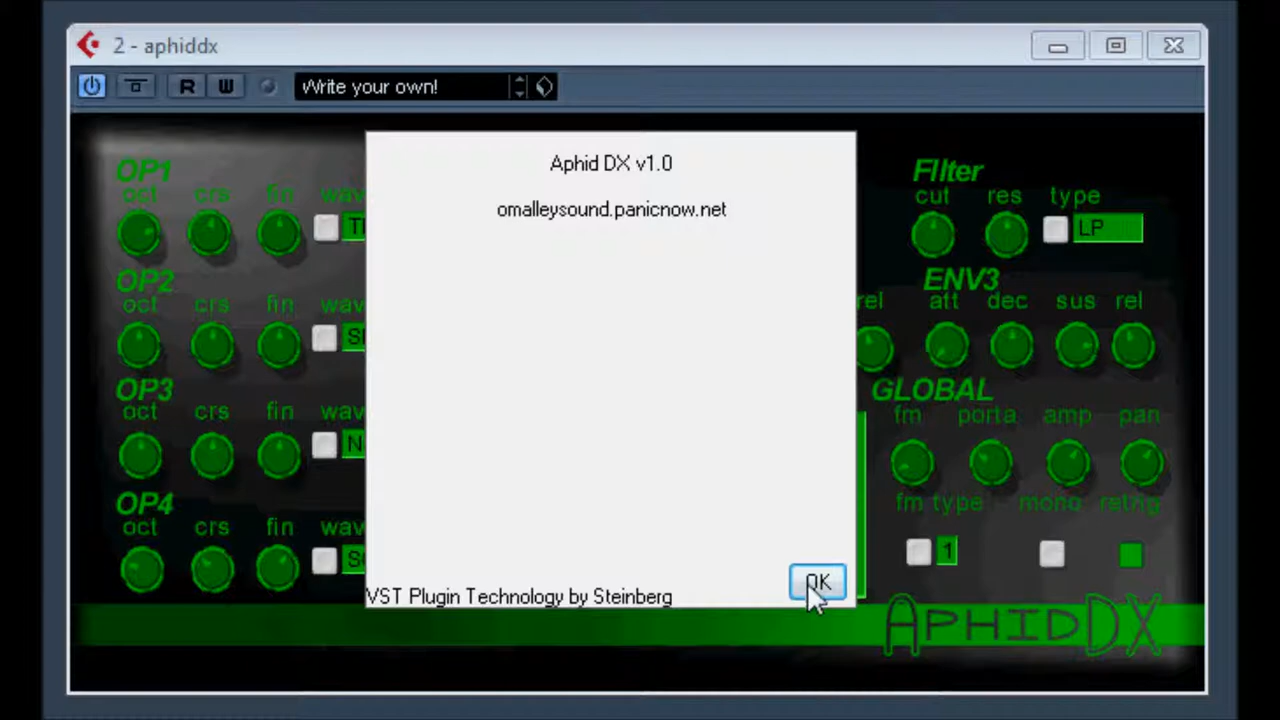 2 - aphiddx
R W Write your own!
Aphid DX v1.0
omalleysound.panicnow.net
VST Plugin Technology by Steinberg
OK
OP1
oct crs fin
OP2
oct crs fin
OP3
oct crs fin
OP4
oct crs fin
FIlter
cut res type
LP
ENV3
rel att dec sus rel
GLOBAL
fm porta amp pan
fm type mono retrig
1
APHIDDX